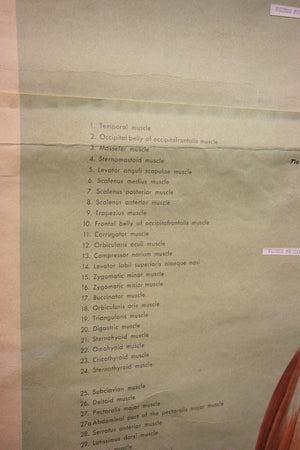 1. Temporal muscle
2. Occipital belly of occipitofrontalis muscle
3. Masseter muscle
4. Sternomastoid muscle
5. Levator anguli scapulae muscle
6. Scalenus medius muscle
7. Scalenus posterior muscle
8. Scalenus anterior muscle
9. Trapezius muscle
10. Frontal belly of occipitofrontalis muscle
11. Corrugator muscle
12. Orbicularis oculi muscle
13. Compressor narium muscle
14. Levator labii superioris alaeque nasi
15. Zygomatic minor muscle
16. Zygomatic major muscle
17. Buccinator muscle
18. Orbicularis oris muscle
19. Triangularis muscle
20. Digastric muscle
21. Sternohyoid muscle
22. Omohyoid muscle
23. Cricothyroid muscle
24. Sternothyroid muscle
25. Subclavian muscle
26. Deltoid muscle
27. Pectoralis major muscle
27a Abdominal part of the pectoralis major muscle
28. Serratus anterior muscle
29. Latissimus dorsi muscle